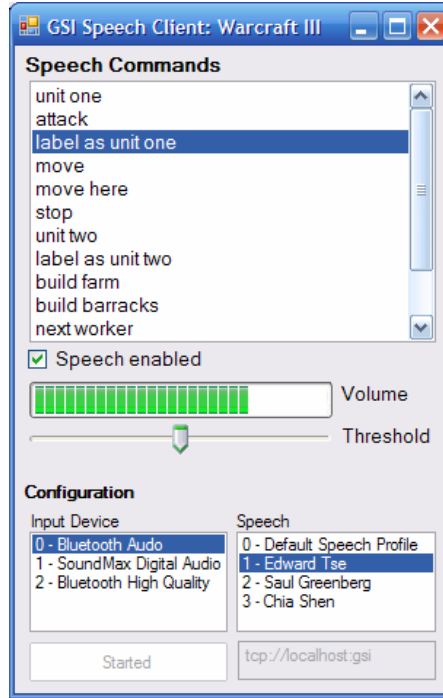 GSI Speech Client: Warcraft III
Speech Commands
unit one
attack
label as unit one
move
move here
stop
unit two
label as unit two
build farm
build barracks
next worker
Speech enabled
Volume
Threshold
Configuration
Input Device
0 - Bluetooth Audo
1 - SoundMax Digital Audio
2 - Bluetooth High Quality
Speech
0 - Default Speech Profile
1 - Edward Tse
2 - Saul Greenberg
3 - Chia Shen
Started
tcp://localhost:gsi